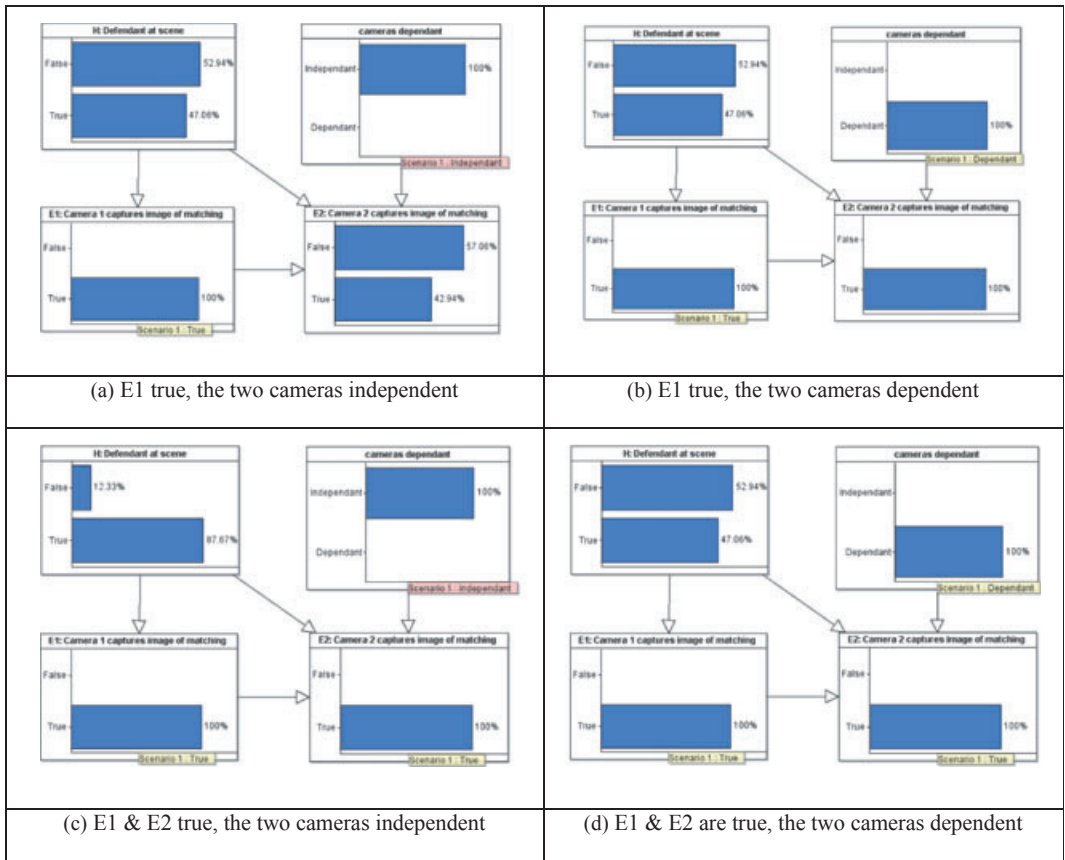 H: Defendant at scene
False
52.94%
True
47.06%
cameras dependant
Independant
100%
Dependant
Scenario 1 : Independant
E1: Camera 1 captures image of matching
False
True
100%
Scenario 1 : True
E2: Camera 2 captures image of matching
False
57.06%
True
42.94%
(a) E1 true, the two cameras independent
H: Defendant at scene
False
52.94%
True
47.06%
cameras dependant
Independant
Dependant
100%
Scenario 1 : Dependant
E1: Camera 1 captures image of matching
False
True
100%
Scenario 1 : True
E2: Camera 2 captures image of matching
False
True
100%
(b) E1 true, the two cameras dependent
H: Defendant at scene
False
12.33%
True
87.67%
cameras dependant
Independant
100%
Dependant
Scenario 1 : Independant
E1: Camera 1 captures image of matching
False
True
100%
Scenario 1 : True
E2: Camera 2 captures image of matching
False
True
100%
Scenario 1 : True
(c) E1 & E2 true, the two cameras independent
H: Defendant at scene
False
52.94%
True
47.06%
cameras dependant
Independant
Dependant
100%
Scenario 1 : Dependant
E1: Camera 1 captures image of matching
False
True
100%
Scenario 1 : True
E2: Camera 2 captures image of matching
False
True
100%
Scenario 1 : True
(d) E1 & E2 are true, the two cameras dependent